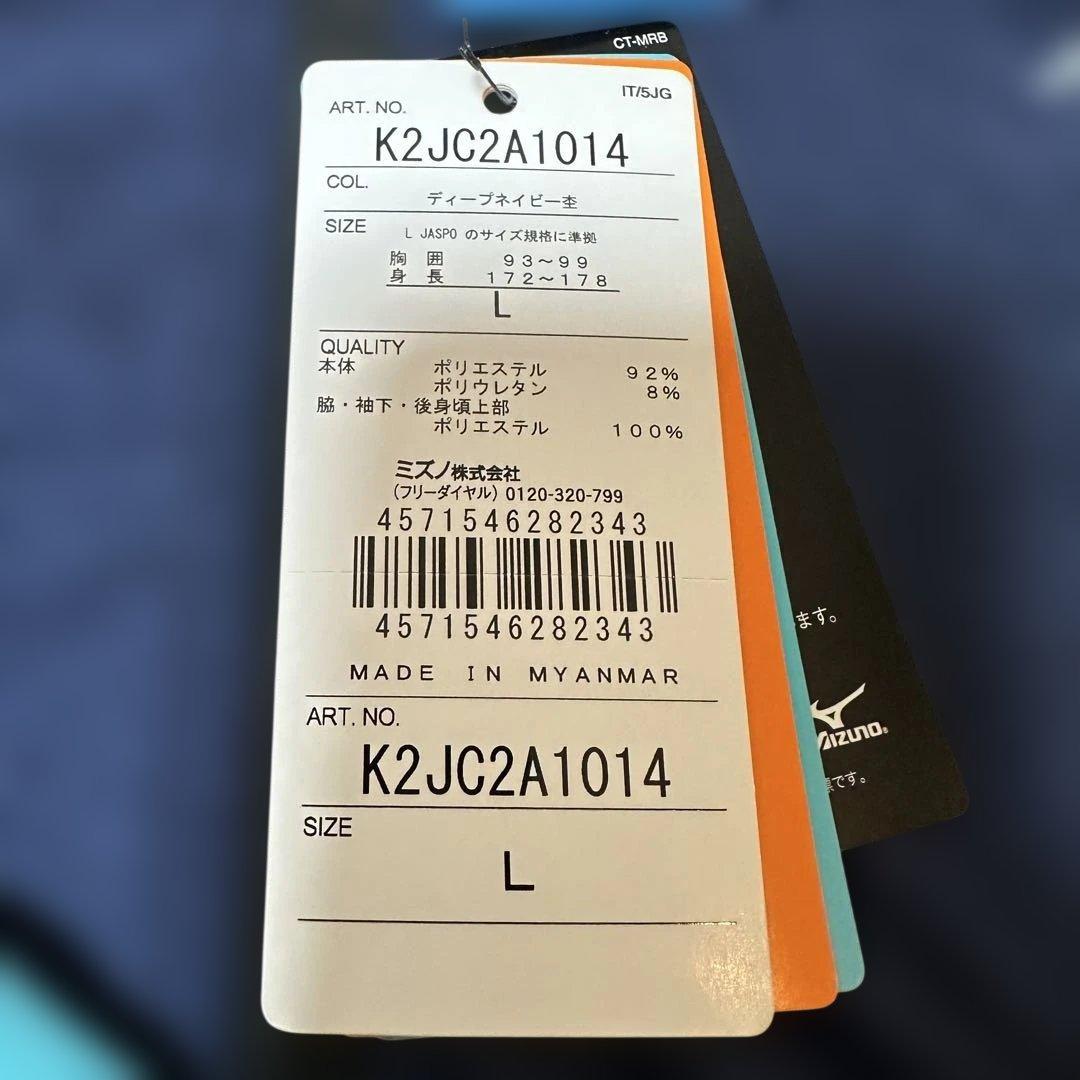 CT-MRB
IT/5JG
ART. NO.
K2JC2A1014
COL.
ディープネイビー杢
SIZE
L JASPO のサイズ規格に準拠
胸 囲 93~99
身 長 172~178
L
QUALITY
本体 ポリエステル 92%
ポリウレタン 8%
脇・袖下・後身頃上部
ポリエステル 100%
ミズノ株式会社
(フリーダイヤル) 0120-320-799
4571546282343
4571546282343
MADE IN MYANMAR
ART. NO.
K2JC2A1014
SIZE
L
ます。
MIZUNO®
です。